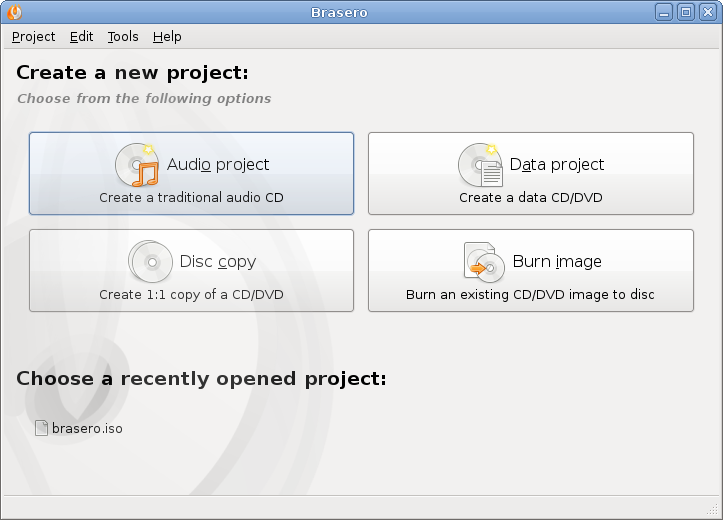 Brasero
Project Edit Tools Help
Create a new project:
Choose from the following options
Audio project
Create a traditional audio CD
Data project
Create a data CD/DVD
Disc copy
Create 1:1 copy of a CD/DVD
Burn image
Burn an existing CD/DVD image to disc
Choose a recently opened project:
brasero.iso